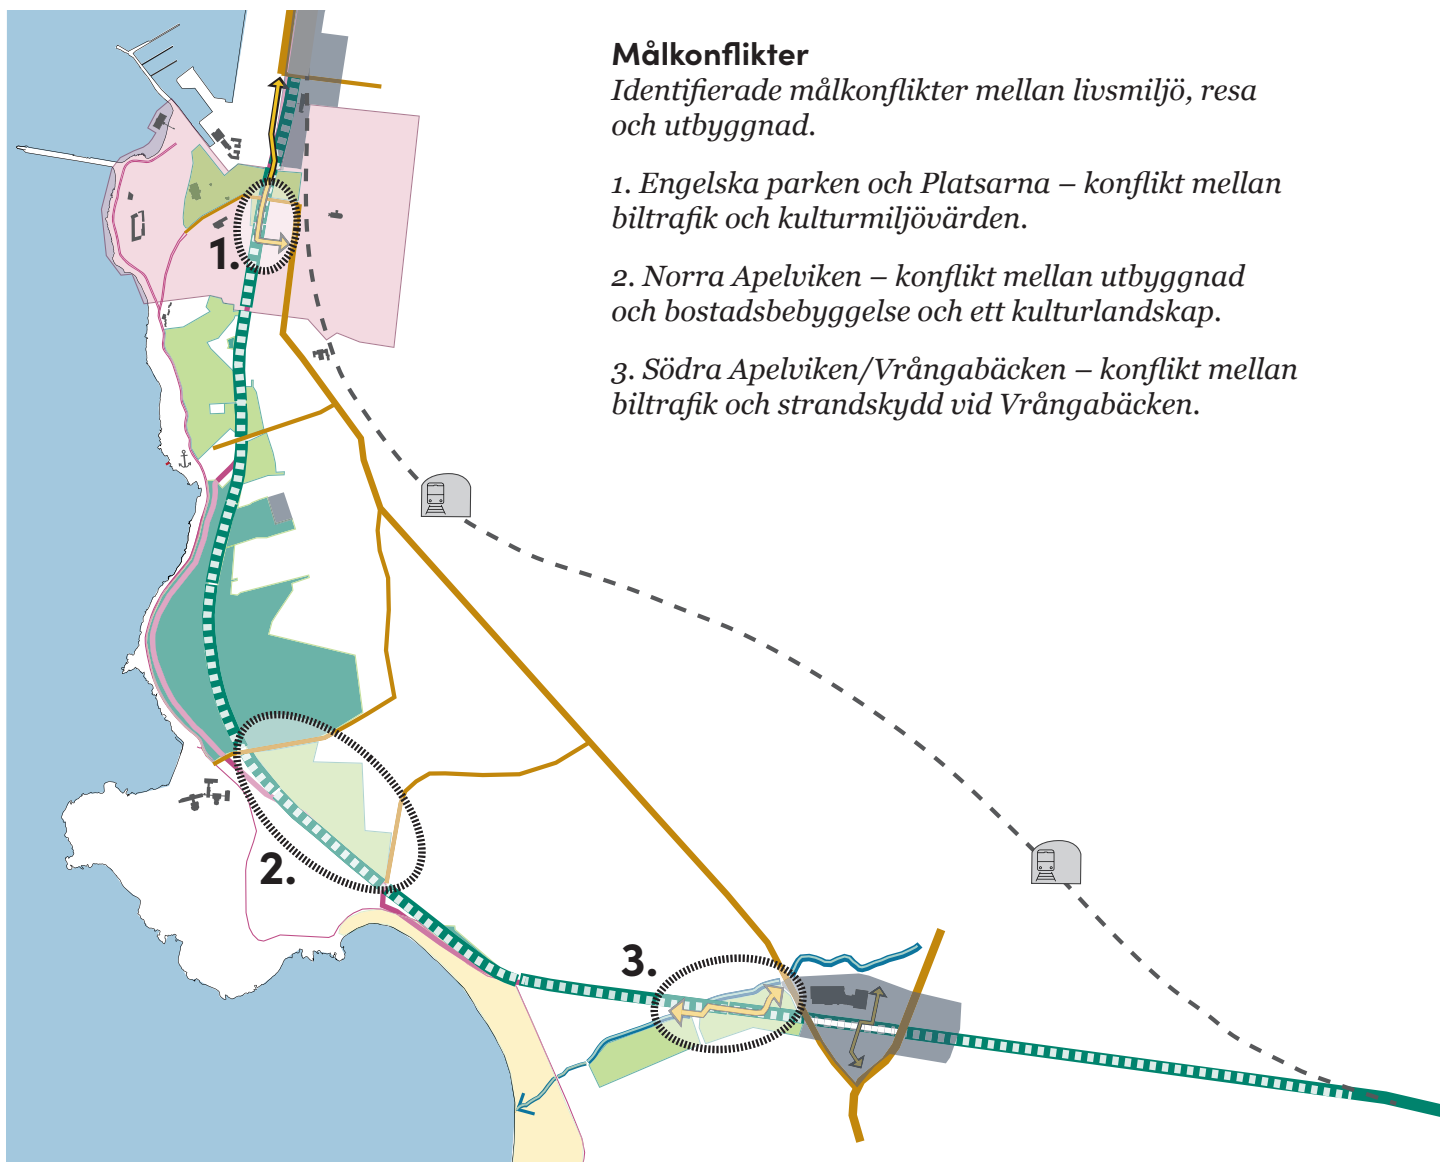 Målkonflikter
Identifierade målkonflikter mellan livsmiljö, resa
och utbyggnad.
1. Engelska parken och Platsarna – konflikt mellan
biltrafik och kulturmiljövärden.
2. Norra Apelviken – konflikt mellan utbyggnad
och bostadsbebyggelse och ett kulturlandskap.
3. Södra Apelviken/Vrångabäcken – konflikt mellan
biltrafik och strandskydd vid Vrångabäcken.
1.
2.
3.